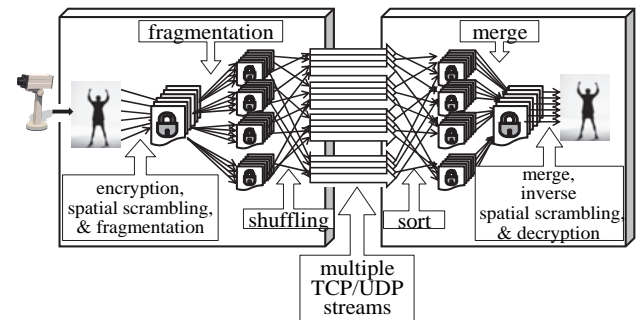 fragmentation
merge
encryption,
spatial scrambling,
& fragmentation
shuffling
sort
merge,
inverse
spatial scrambling,
& decryption
multiple
TCP/UDP
streams